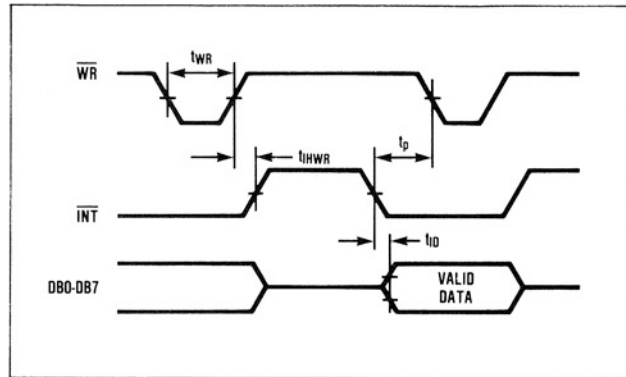 tWR
WR
tp
tIHWR
INT
tID
DB0-DB7
VALID
DATA